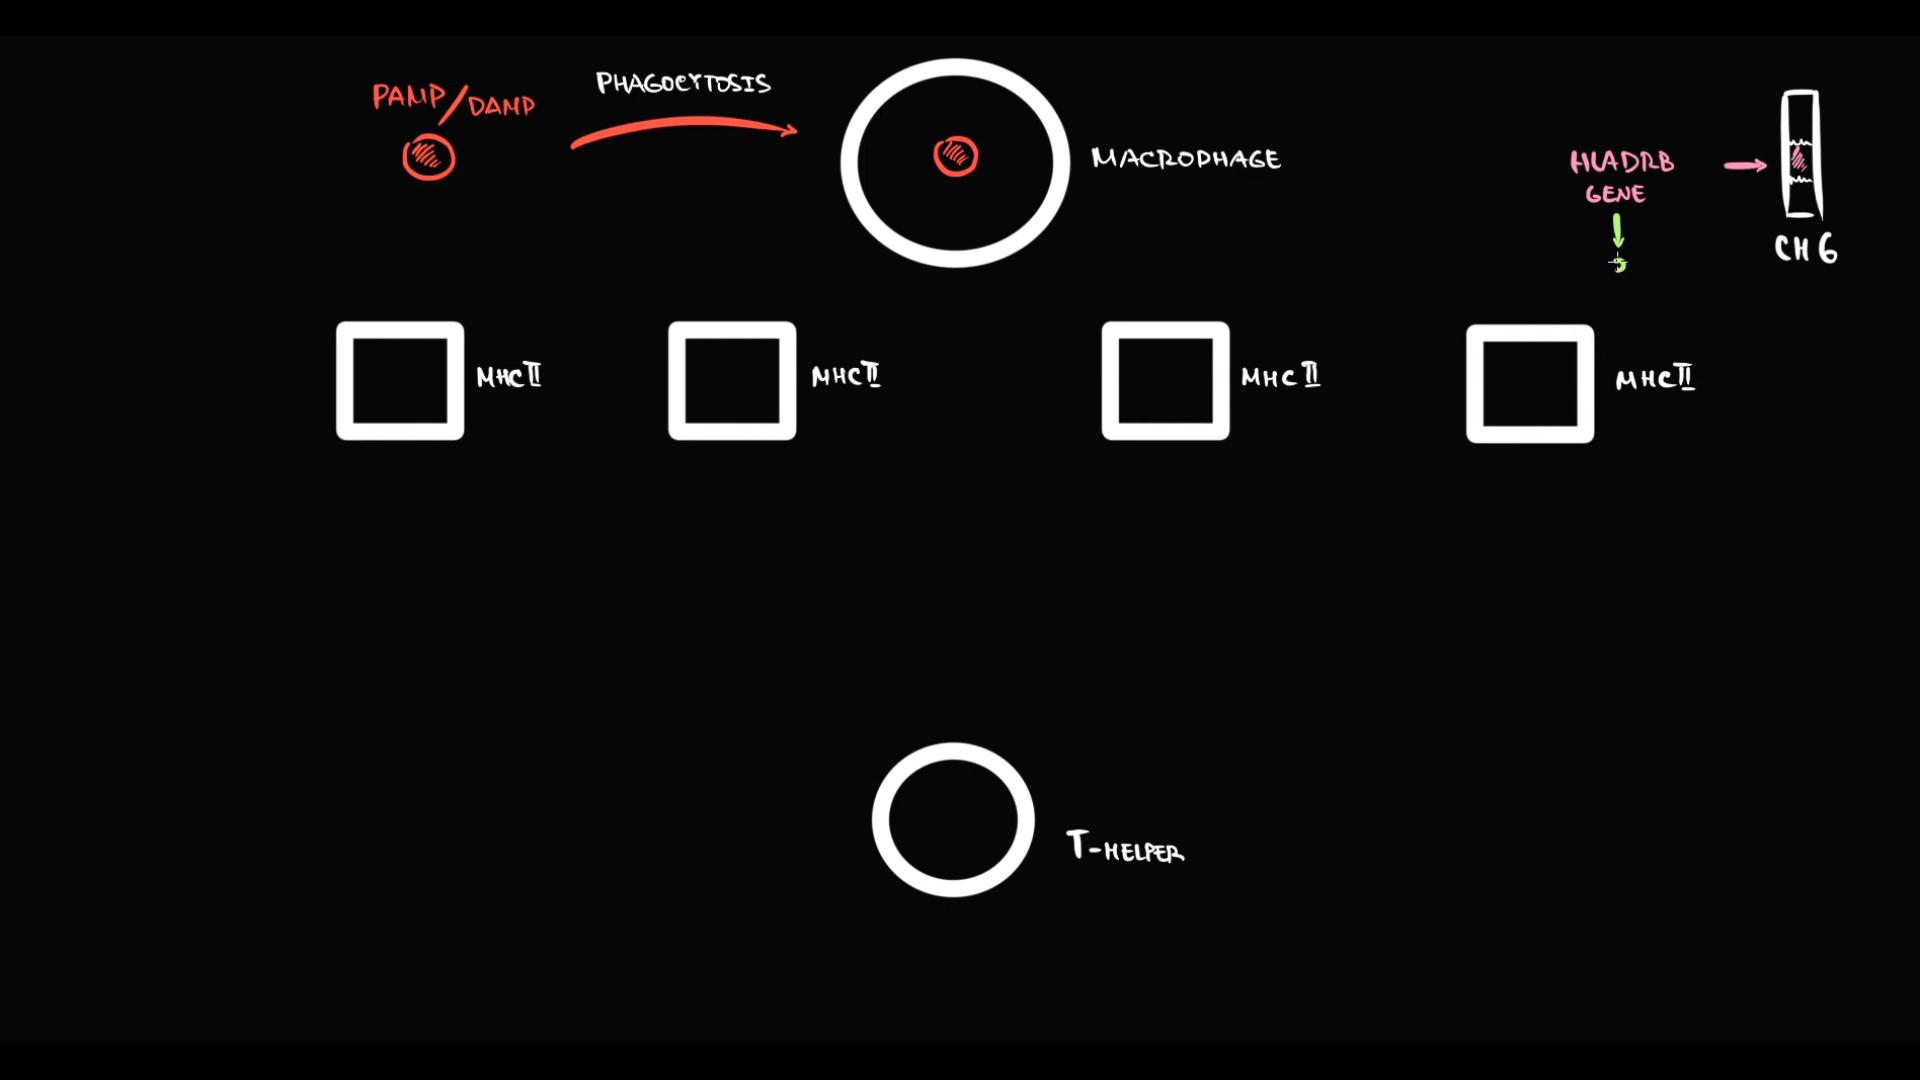 PAMP/DAMP
PHAGOCYTOSIS
MACROPHAGE
HLADRB
GENE
CH 6
MHC II
MHC II
MHC II
MHC II
T-HELPER